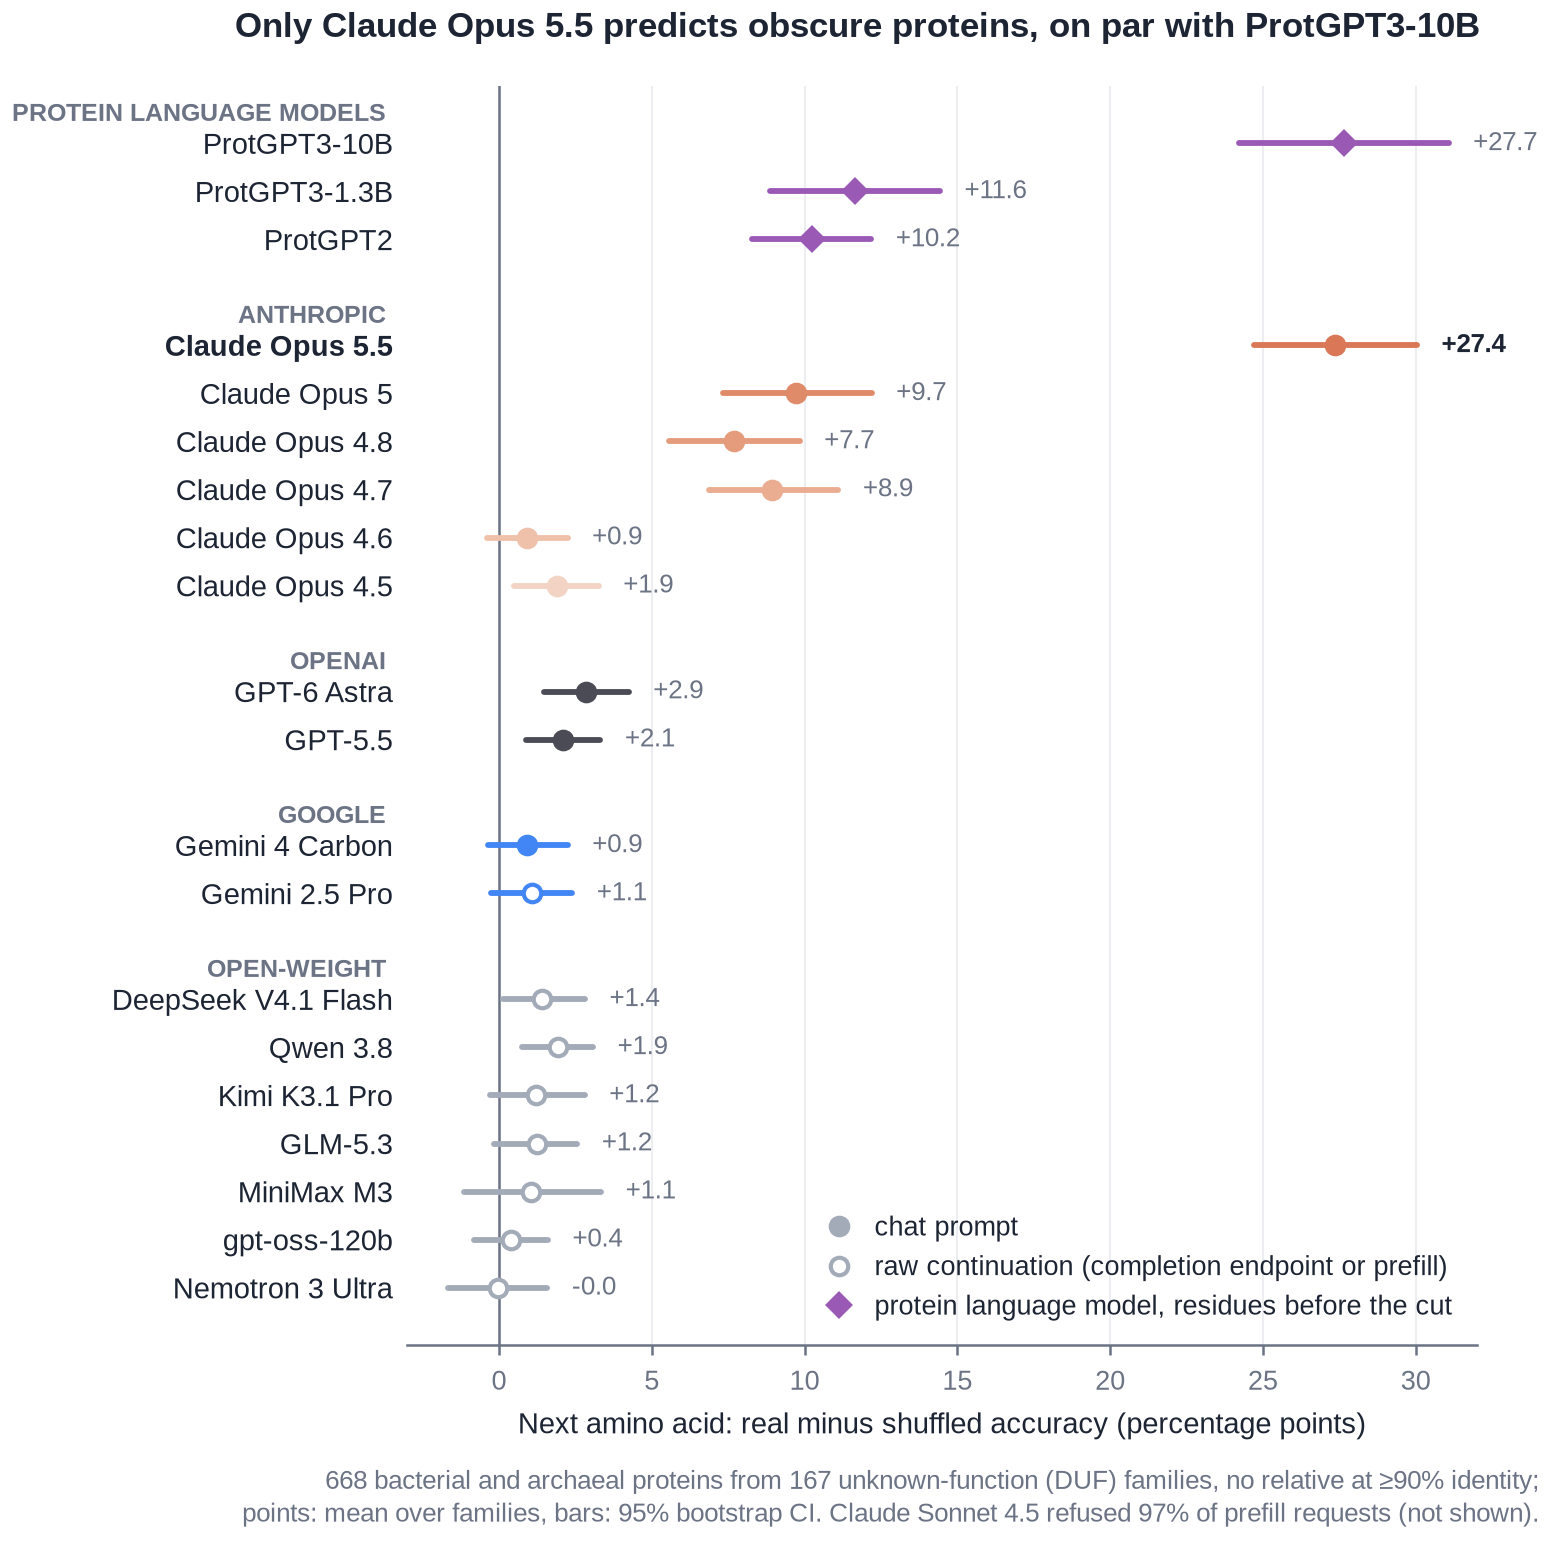 Only Claude Opus 5.5 predicts obscure proteins, on par with ProtGPT3-10B
PROTEIN LANGUAGE MODELS
ProtGPT3-10B +27.7
ProtGPT3-1.3B +11.6
ProtGPT2 +10.2
ANTHROPIC
Claude Opus 5.5 +27.4
Claude Opus 5 +9.7
Claude Opus 4.8 +7.7
Claude Opus 4.7 +8.9
Claude Opus 4.6 +0.9
Claude Opus 4.5 +1.9
OPENAI
GPT-6 Astra +2.9
GPT-5.5 +2.1
GOOGLE
Gemini 4 Carbon +0.9
Gemini 2.5 Pro +1.1
OPEN-WEIGHT
DeepSeek V4.1 Flash +1.4
Qwen 3.8 +1.9
Kimi K3.1 Pro +1.2
GLM-5.3 +1.2
MiniMax M3 +1.1
gpt-oss-120b +0.4
Nemotron 3 Ultra -0.0
chat prompt
raw continuation (completion endpoint or prefill)
protein language model, residues before the cut
0 5 10 15 20 25 30
Next amino acid: real minus shuffled accuracy (percentage points)
668 bacterial and archaeal proteins from 167 unknown-function (DUF) families, no relative at ≥90% identity;
points: mean over families, bars: 95% bootstrap CI. Claude Sonnet 4.5 refused 97% of prefill requests (not shown).